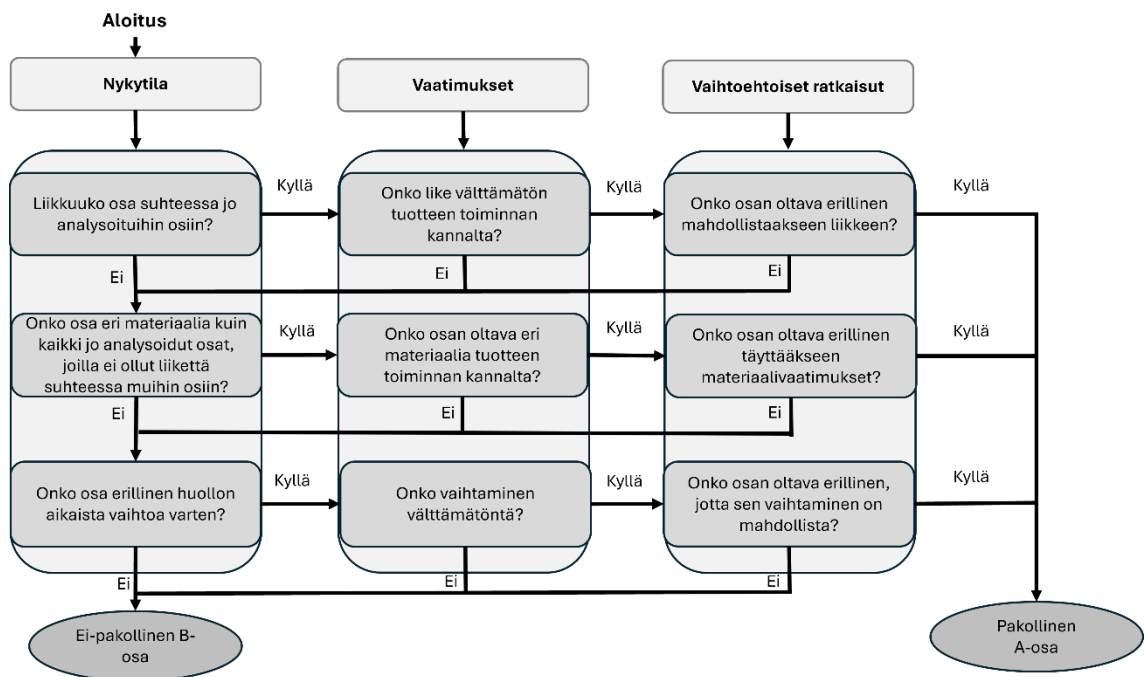 Aloitus
Nykytila
Vaatimukset
Vaihtoehtoiset ratkaisut
Liikkuuko osa suhteessa jo
analysoituihin osiin?
Kyllä
Onko like välttämätön
tuotteen toiminnan
kannalta?
Kyllä
Onko osan oltava erillinen
mahdollistaakseen liikkeen?
Kyllä
Ei
Ei
Ei
Onko osa eri materiaalia kuin
kaikki jo analysoidut osat,
joilla ei ollut liikettä
suhteessa muihin osiin?
Kyllä
Onko osan oltava eri
materiaalia tuotteen
toiminnan kannalta?
Kyllä
Onko osan oltava erillinen
täyttääkseen
materiaalivaatimukset?
Kyllä
Ei
Ei
Ei
Onko osa erillinen huollon
aikaista vaihtoa varten?
Kyllä
Onko vaihtaminen
välttämätöntä?
Kyllä
Onko osan oltava erillinen,
jotta sen vaihtaminen on
mahdollista?
Kyllä
Ei
Ei
Ei
Ei-pakollinen B-
osa
Pakollinen
A-osa